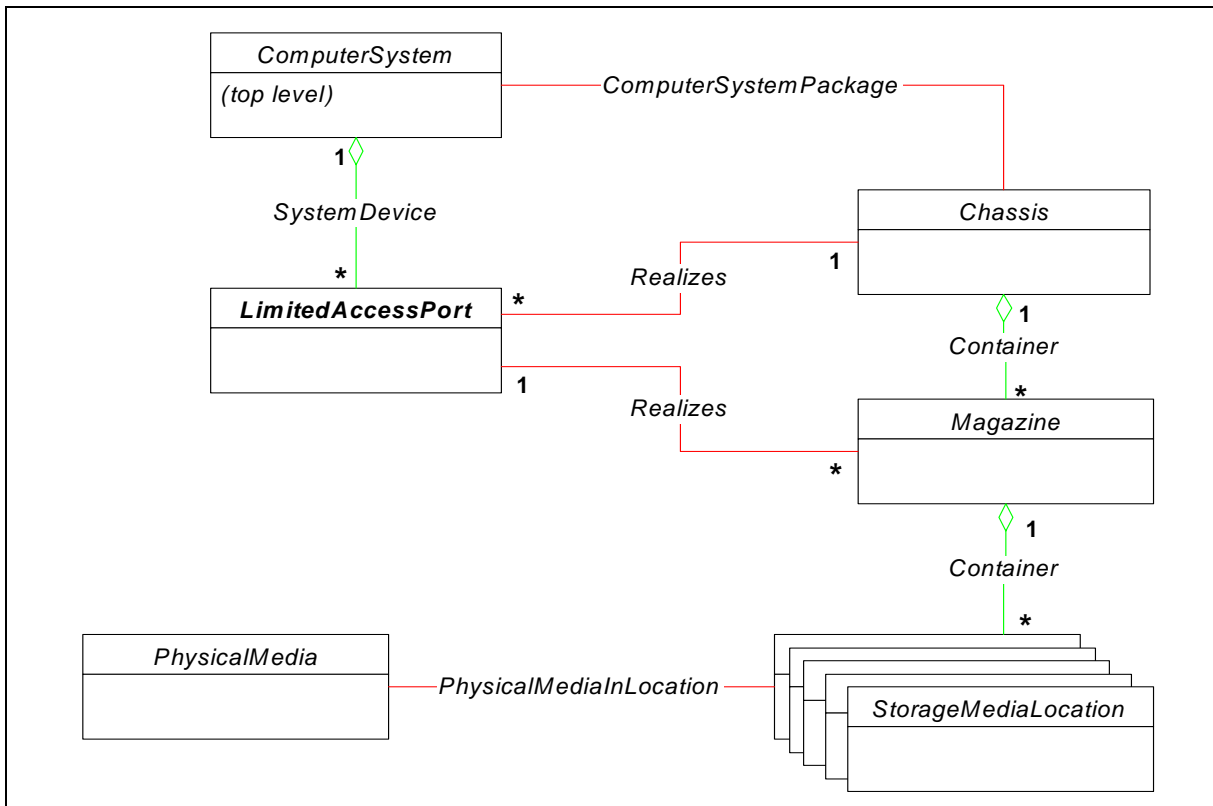 ComputerSystem
(top level)
ComputerSystemPackage
1
SystemDevice
*
Chassis
1
Realizes
*
LimitedAccessPort
1
Container
*
1
Realizes
*
Magazine
1
Container
*
PhysicalMedia
PhysicalMediaInLocation
StorageMediaLocation